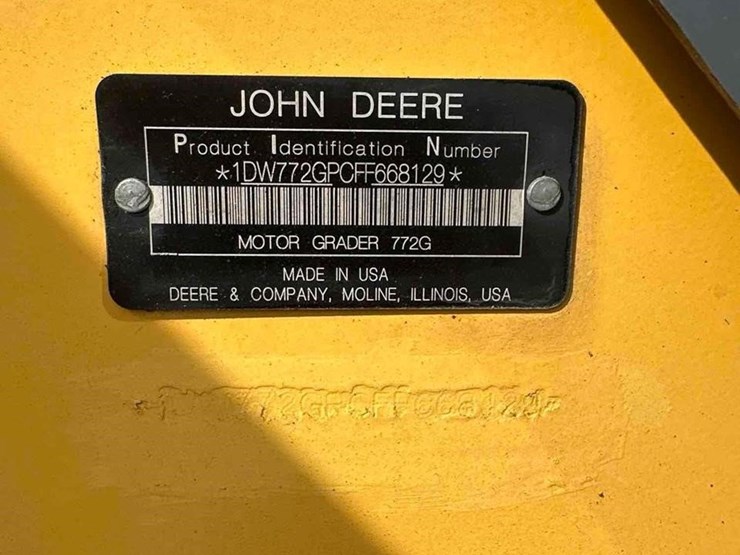 JOHN DEERE
Product Identification Number
*1DW772GPCFF668129*
MOTOR GRADER 772G
MADE IN USA
DEERE & COMPANY, MOLINE, ILLINOIS, USA